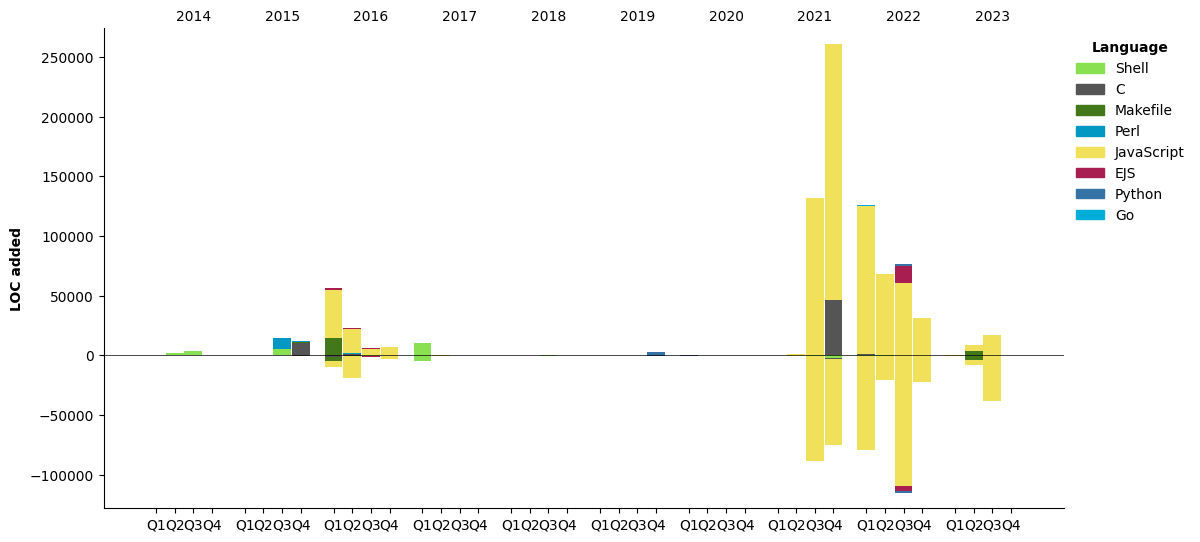 2014 2015 2016 2017 2018 2019 2020 2021 2022 2023
LOC added
250000
200000
150000
100000
50000
0
−50000
−100000
Q1Q2Q3Q4 Q1Q2Q3Q4 Q1Q2Q3Q4 Q1Q2Q3Q4 Q1Q2Q3Q4 Q1Q2Q3Q4 Q1Q2Q3Q4 Q1Q2Q3Q4 Q1Q2Q3Q4 Q1Q2Q3Q4
Language
Shell
C
Makefile
Perl
JavaScript
EJS
Python
Go